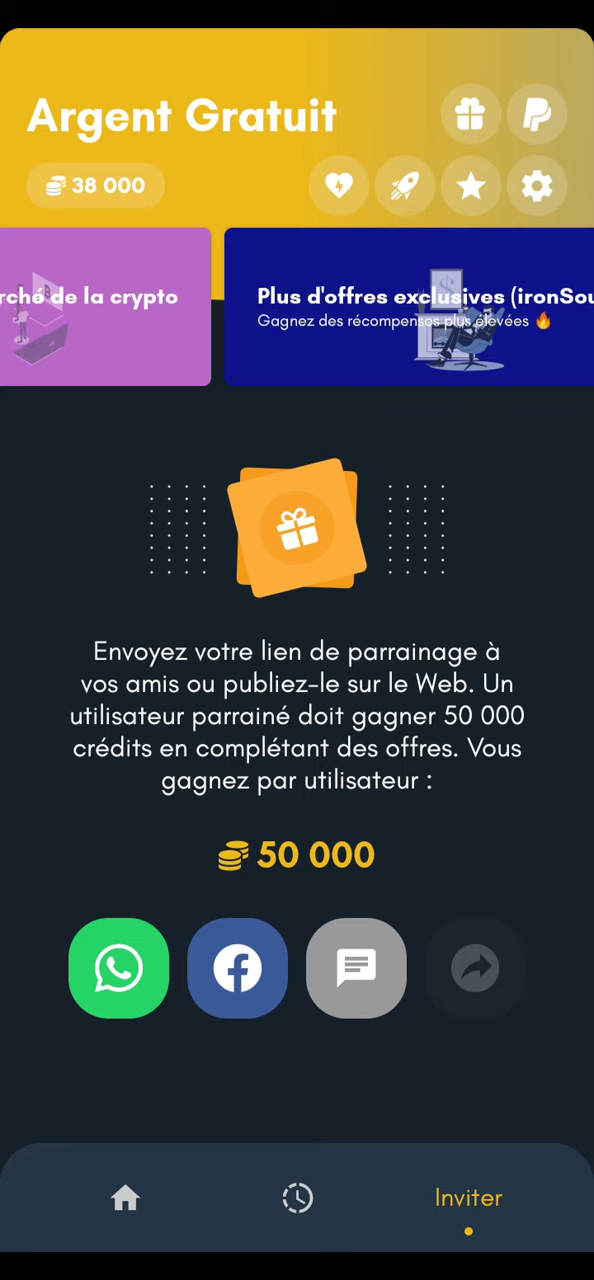 Argent Gratuit
38 000
rché de la crypto
Plus d'offres exclusives (ironSou
Gagnez des récompenses plus élevées 🔥
Envoyez votre lien de parrainage à
vos amis ou publiez-le sur le Web. Un
utilisateur parrainé doit gagner 50 000
crédits en complétant des offres. Vous
gagnez par utilisateur :
50 000
Inviter